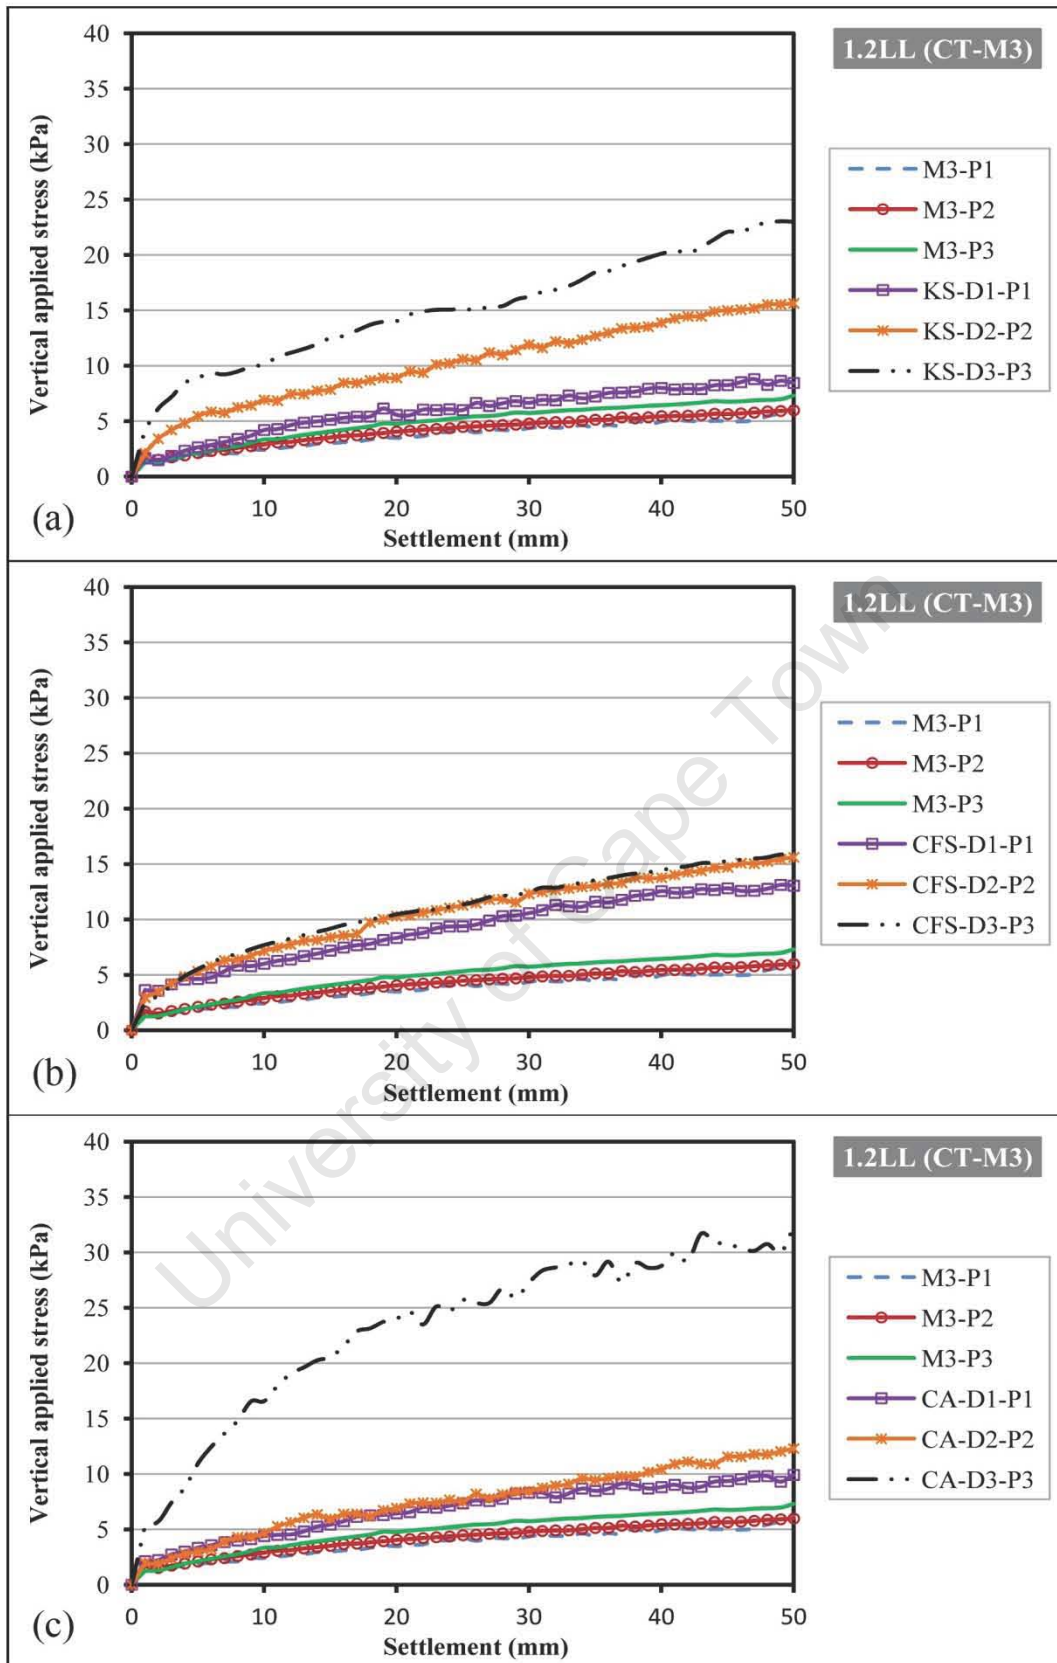 1.2LL (CT-M3)
40
35
30
25
20
15
10
5
0
Vertical applied stress (kPa)
M3-P1
M3-P2
M3-P3
KS-D1-P1
KS-D2-P2
KS-D3-P3
0 10 20 30 40 50
Settlement (mm)
(a)
1.2LL (CT-M3)
40
35
30
25
20
15
10
5
0
Vertical applied stress (kPa)
M3-P1
M3-P2
M3-P3
CFS-D1-P1
CFS-D2-P2
CFS-D3-P3
0 10 20 30 40 50
Settlement (mm)
(b)
1.2LL (CT-M3)
40
35
30
25
20
15
10
5
0
Vertical applied stress (kPa)
M3-P1
M3-P2
M3-P3
CA-D1-P1
CA-D2-P2
CA-D3-P3
0 10 20 30 40 50
Settlement (mm)
(c)
University of Cape Town